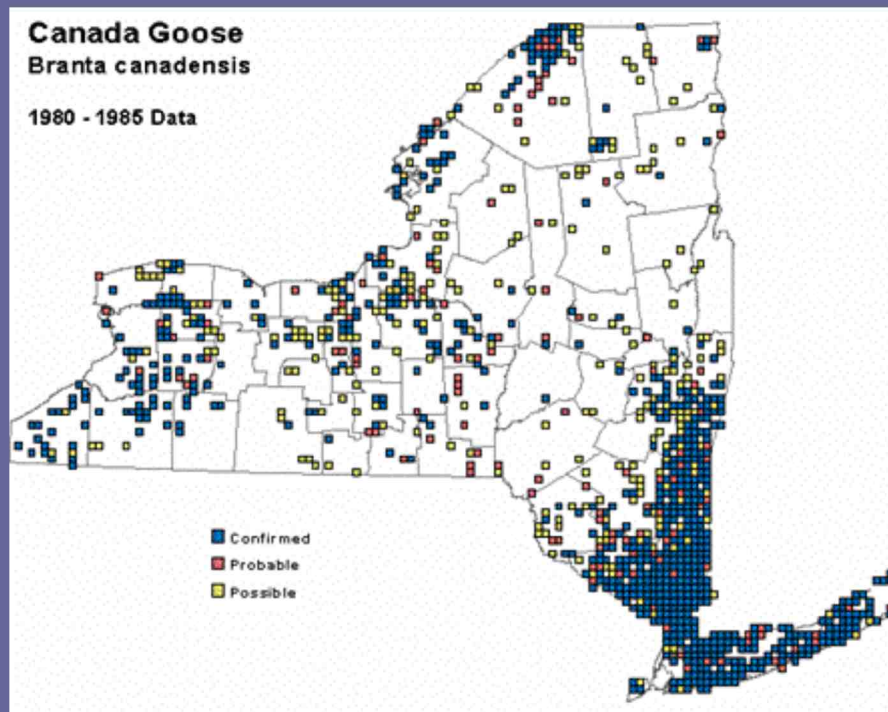 Canada Goose
Branta canadensis
1980 - 1985 Data
Confirmed
Probable
Possible